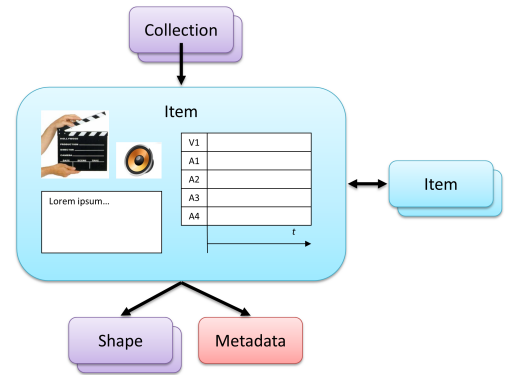 Collection
Item
V1
A1
A2
A3
A4
Lorem ipsum...
t
Item
Shape
Metadata